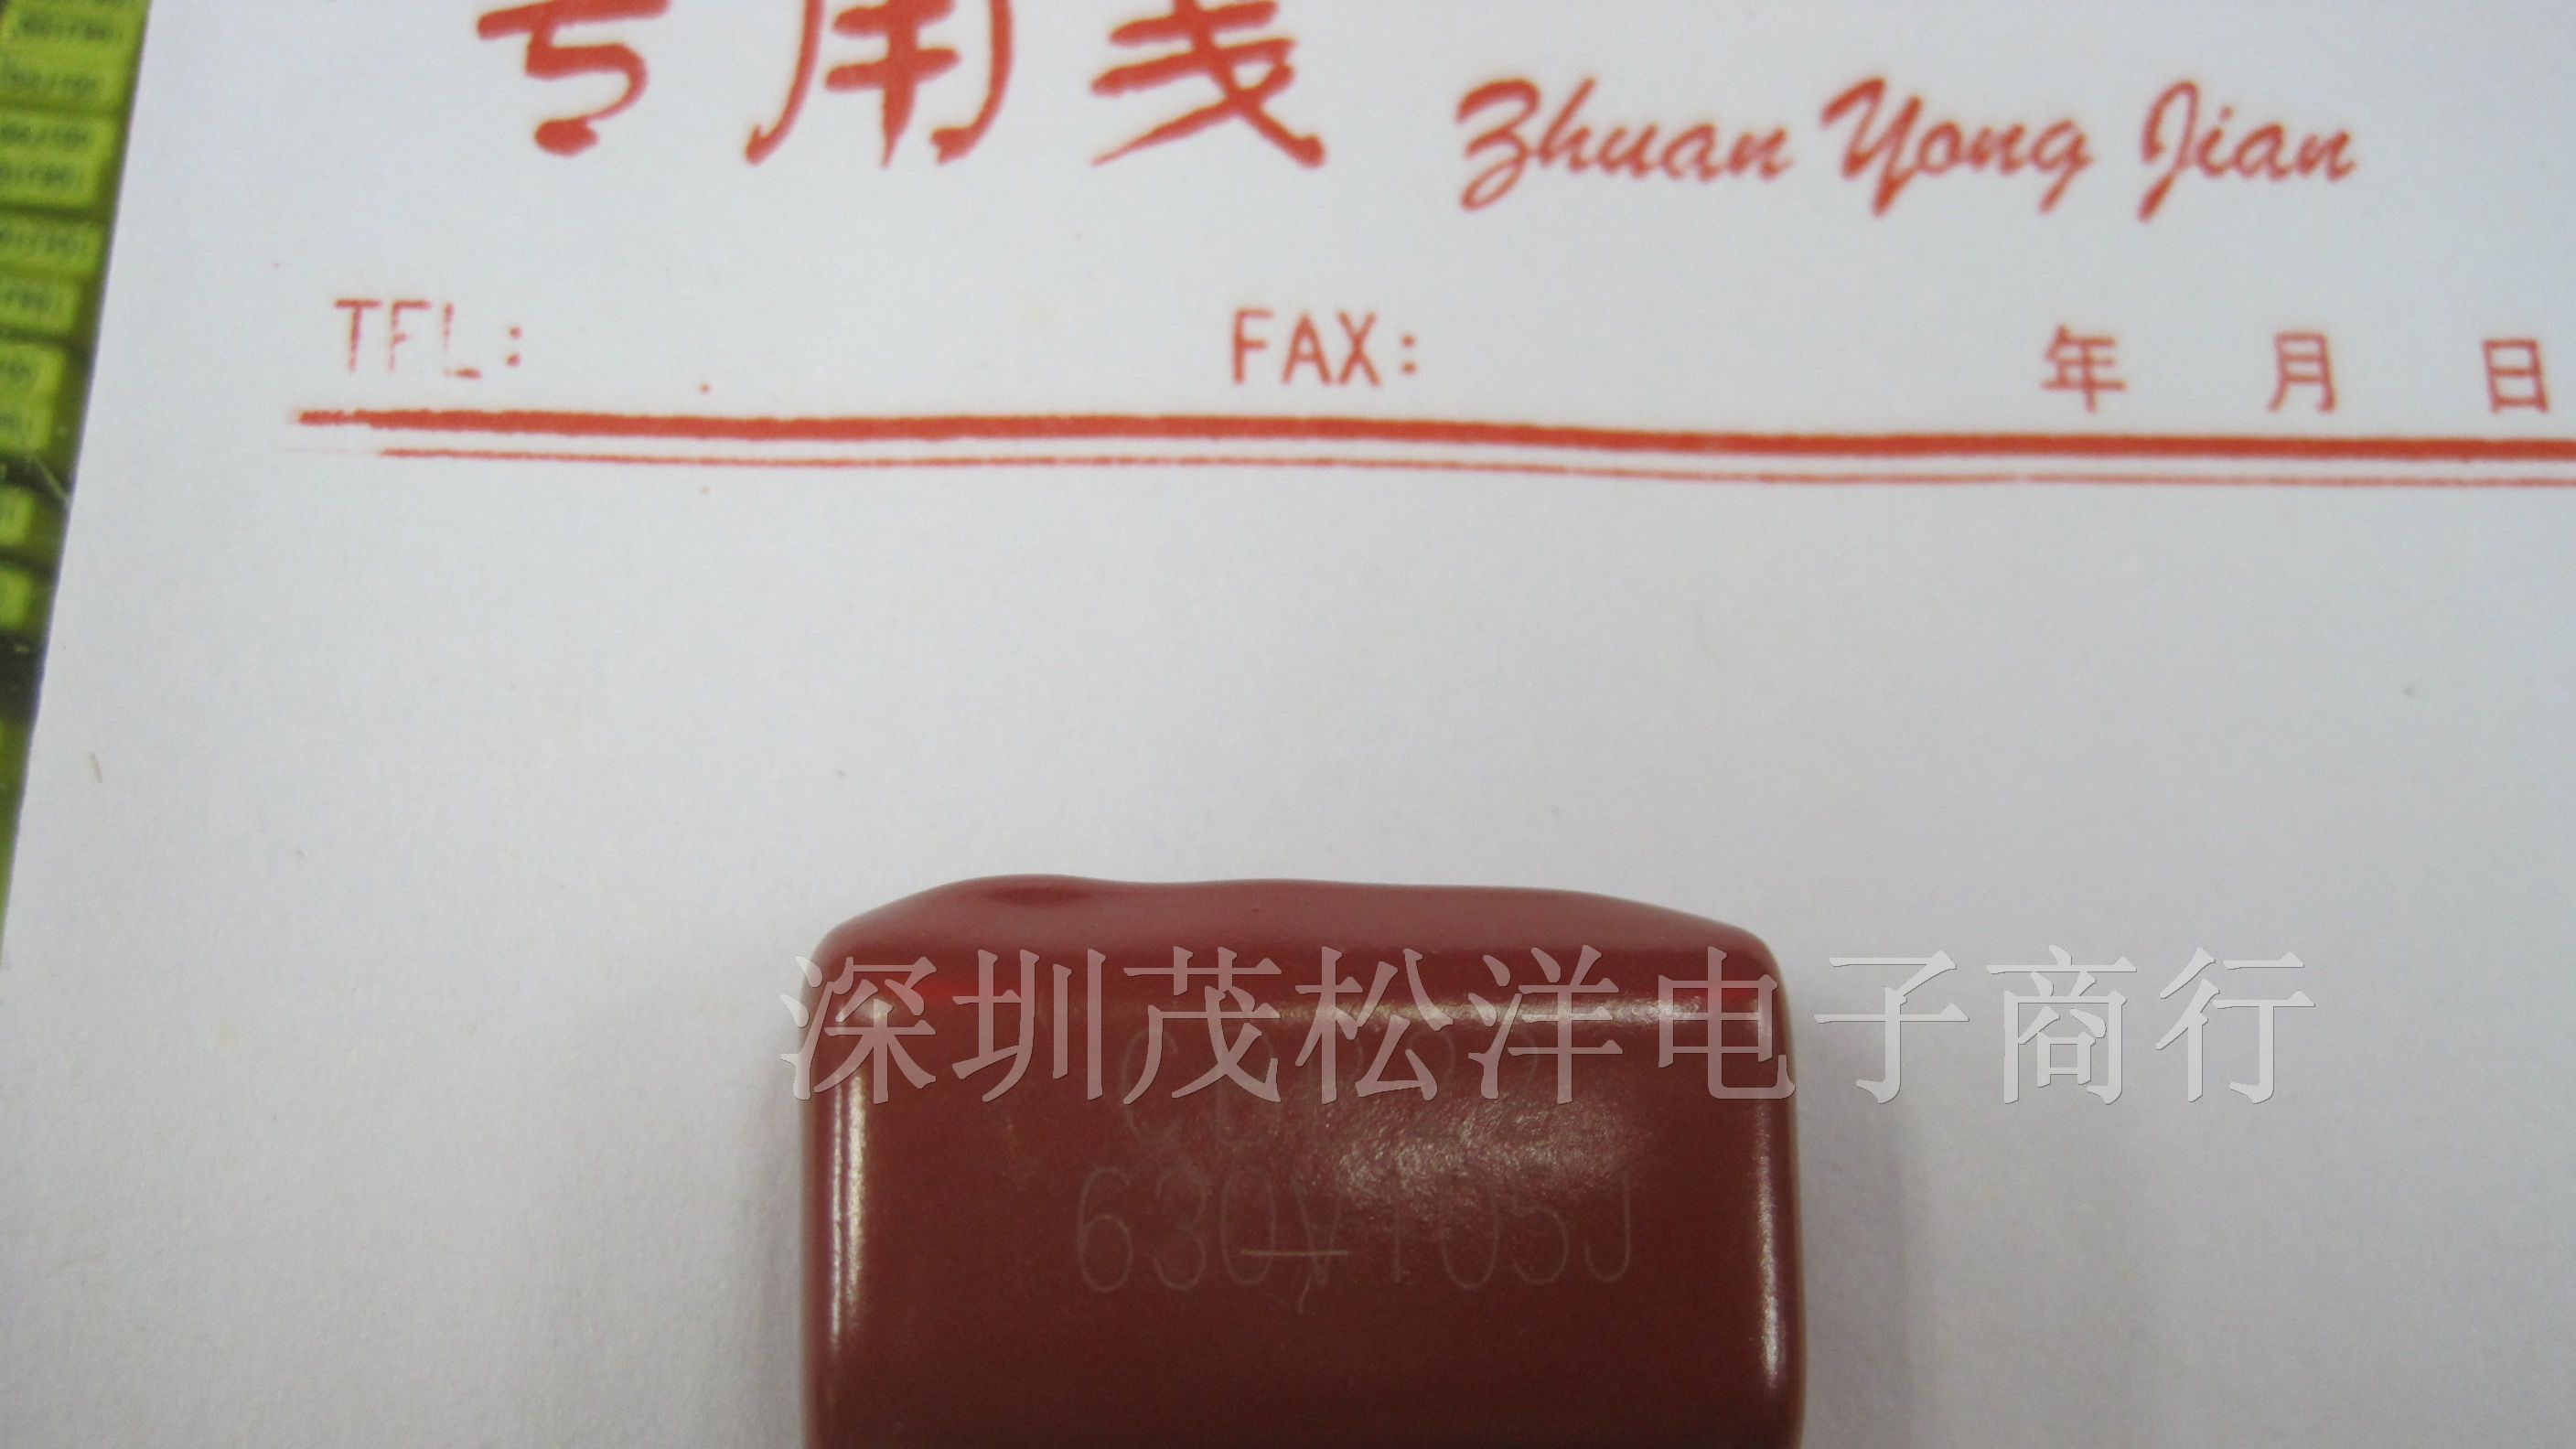 专用笺 Zhuan Yong Jian
TEL: FAX: 年 月 日
深圳茂松洋电子商行
630V105J